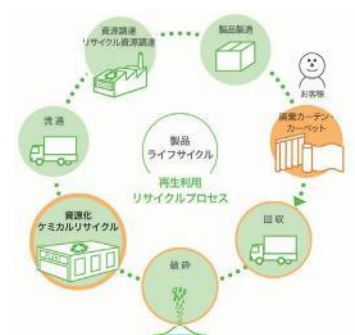 資源調達
リサイクル資源調達
製品製造
お客様
廃棄カーテン・
カーペット
流通
製品
ライフサイクル
再生利用
リサイクルプロセス
資源化
ケミカルリサイクル
回収
破砕